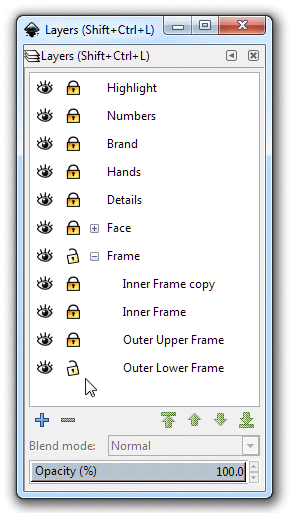 Layers (Shift+Ctrl+L)
Layers (Shift+Ctrl+L)
Highlight
Numbers
Brand
Hands
Details
Face
Frame
Inner Frame copy
Inner Frame
Outer Upper Frame
Outer Lower Frame
Blend mode: Normal
Opacity (%) 100.0